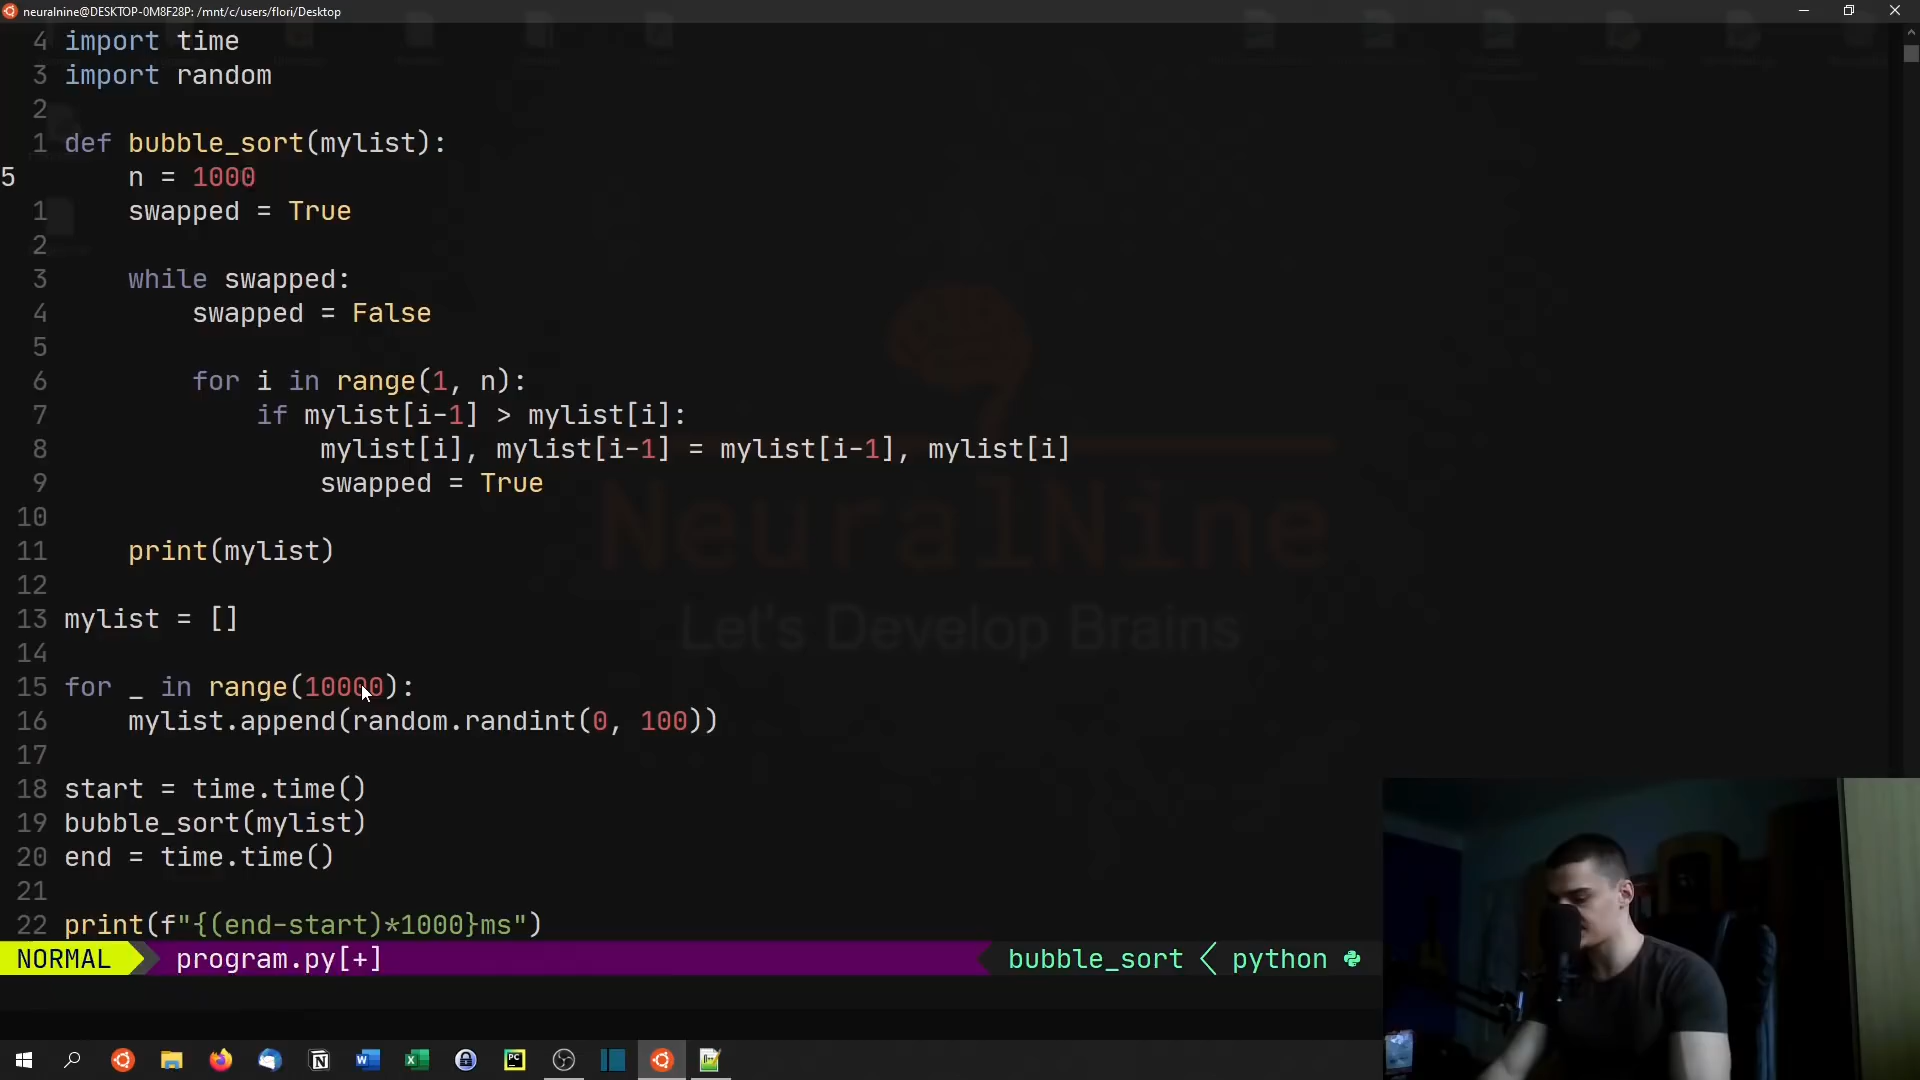 neuralnine@DESKTOP-0M8F28P: /mnt/c/users/flori/Desktop
4 import time
3 import random
2
1 def bubble_sort(mylist):
5     n = 1000
1     swapped = True
2
3     while swapped:
4         swapped = False
5
6         for i in range(1, n):
7             if mylist[i-1] > mylist[i]:
8                 mylist[i], mylist[i-1] = mylist[i-1], mylist[i]
9                 swapped = True
10
11     print(mylist)
12
13 mylist = []
14
15 for _ in range(10000):
16     mylist.append(random.randint(0, 100))
17
18 start = time.time()
19 bubble_sort(mylist)
20 end = time.time()
21
22 print(f"{(end-start)*1000}ms")
NeuralNine
Let's Develop Brains
NORMAL program.py[+] bubble_sort python